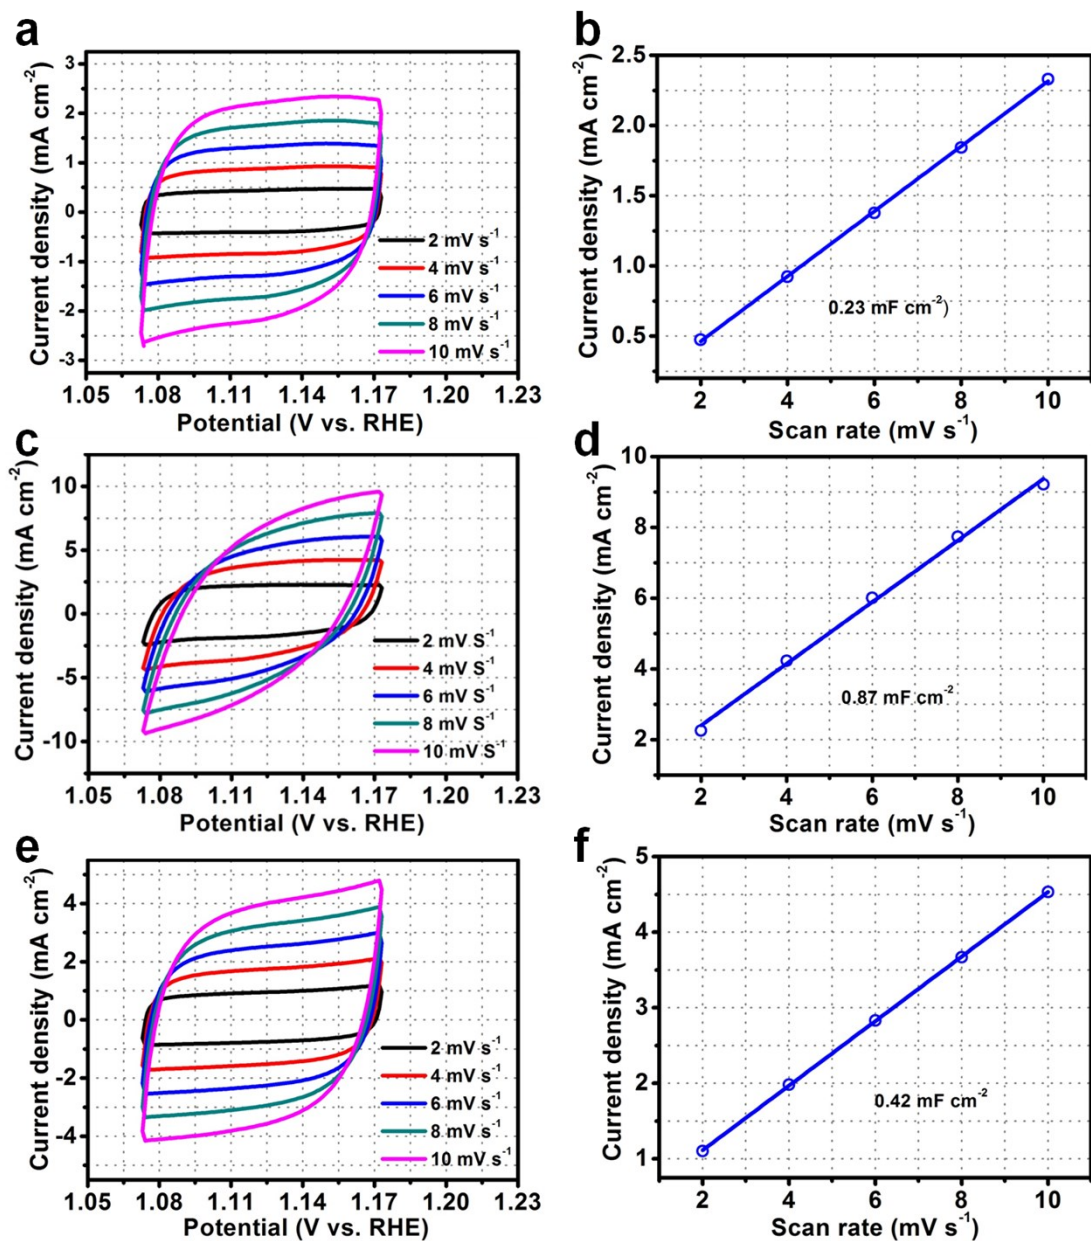 a
Current density (mA cm⁻²)
3
2
1
0
-1
-2
-3
2 mV s⁻¹
4 mV s⁻¹
6 mV s⁻¹
8 mV s⁻¹
10 mV s⁻¹
1.05 1.08 1.11 1.14 1.17 1.20 1.23
Potential (V vs. RHE)
b
Current density (mA cm⁻²)
2.5
2.0
1.5
1.0
0.5
0.23 mF cm⁻²)
2 4 6 8 10
Scan rate (mV s⁻¹)
c
Current density (mA cm⁻²)
10
5
0
-5
-10
2 mV S⁻¹
4 mV S⁻¹
6 mV S⁻¹
8 mV S⁻¹
10 mV S⁻¹
1.05 1.08 1.11 1.14 1.17 1.20 1.23
Potential (V vs. RHE)
d
Current density (mA cm⁻²)
10
8
6
4
2
0.87 mF cm⁻²
2 4 6 8 10
Scan rate (mV s⁻¹)
e
Current density (mA cm⁻²)
4
2
0
-2
-4
2 mV s⁻¹
4 mV s⁻¹
6 mV s⁻¹
8 mV s⁻¹
10 mV s⁻¹
1.05 1.08 1.11 1.14 1.17 1.20 1.23
Potential (V vs. RHE)
f
Current density (mA cm⁻²)
5
4
3
2
1
0.42 mF cm⁻²
2 4 6 8 10
Scan rate (mV s⁻¹)